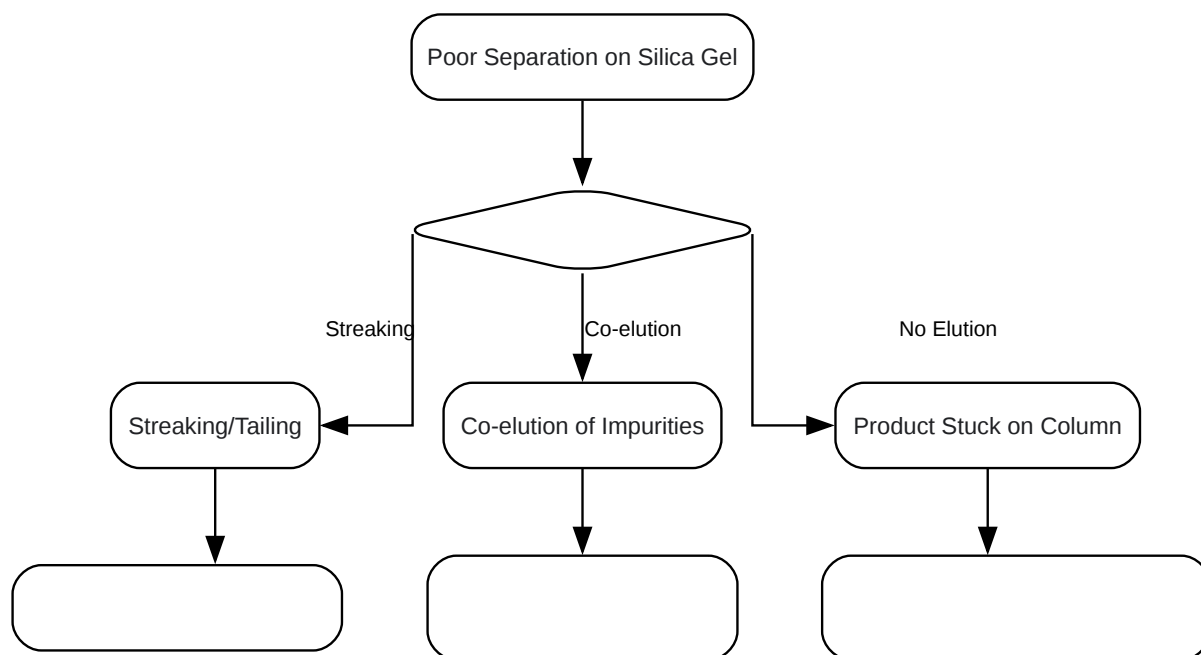 Poor Separation on Silica Gel
Streaking
Co-elution
No Elution
Streaking/Tailing
Co-elution of Impurities
Product Stuck on Column